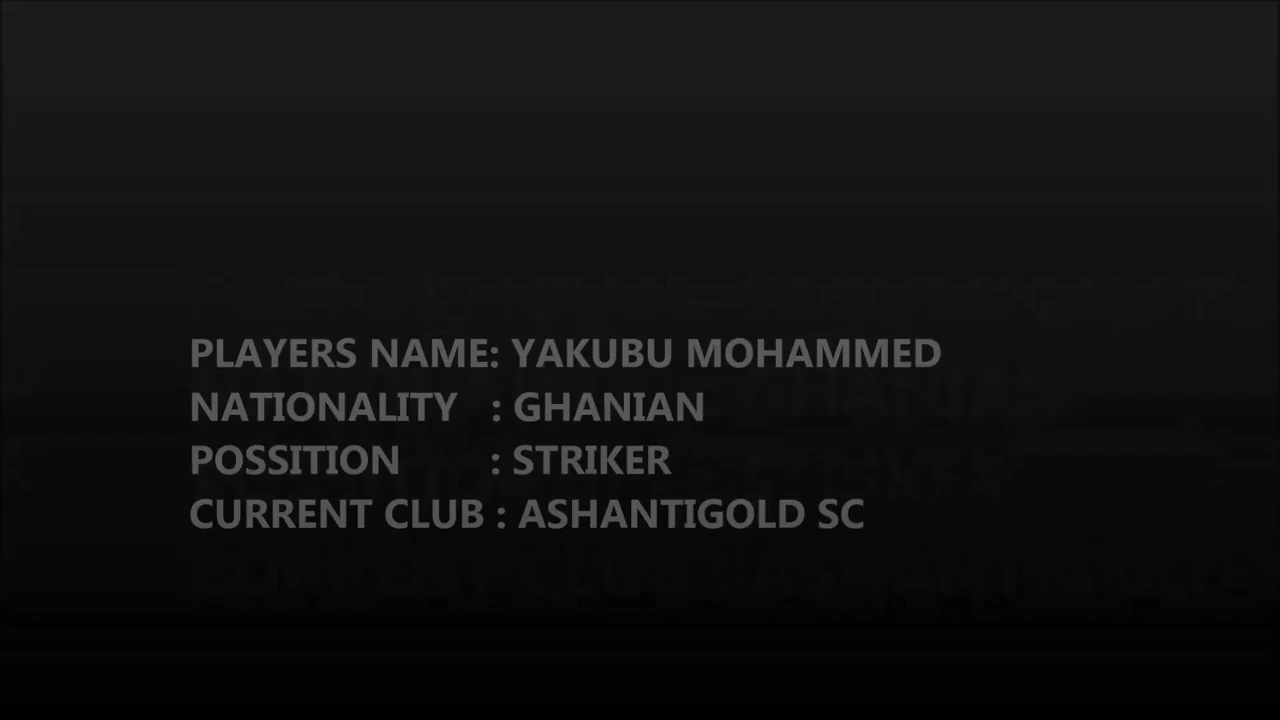 PLAYERS NAME: YAKUBU MOHAMMED
NATIONALITY : GHANIAN
POSSITION : STRIKER
CURRENT CLUB : ASHANTIGOLD SC